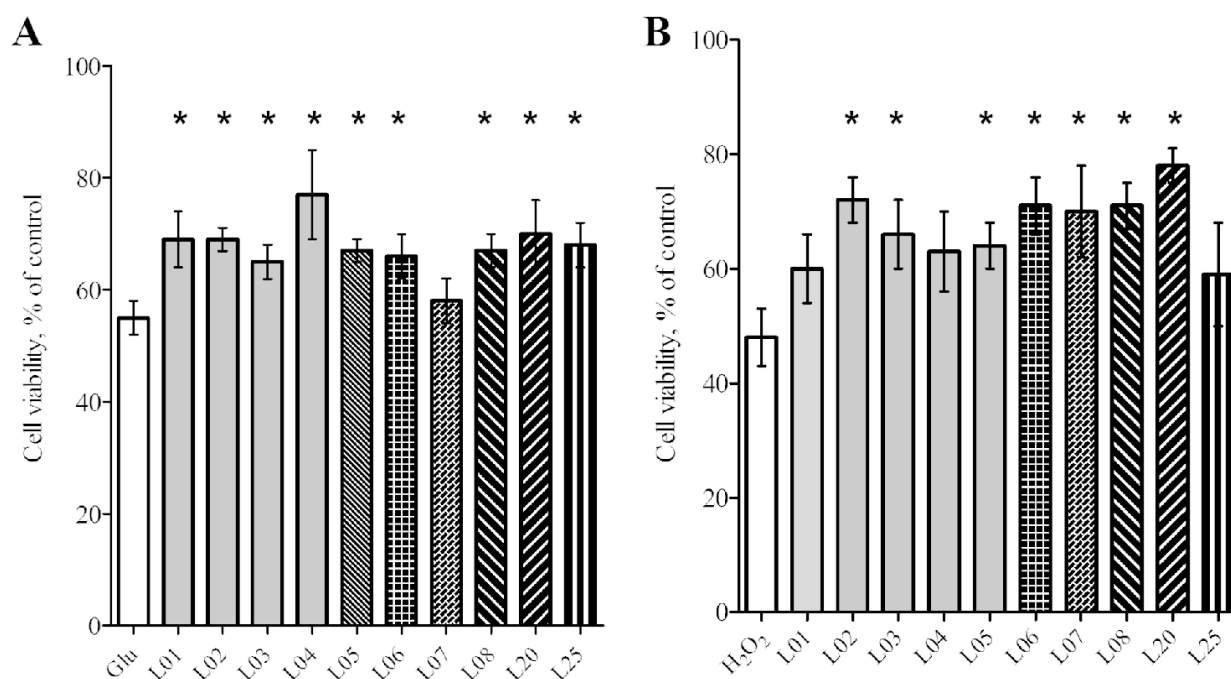 A
Cell viability, % of control
100
80
60
40
20
0
* * * * * * * * *
Glu L01 L02 L03 L04 L05 L06 L07 L08 L20 L25
B
Cell viability, % of control
100
80
60
40
20
0
* * * * * * *
H₂O₂ L01 L02 L03 L04 L05 L06 L07 L08 L20 L25